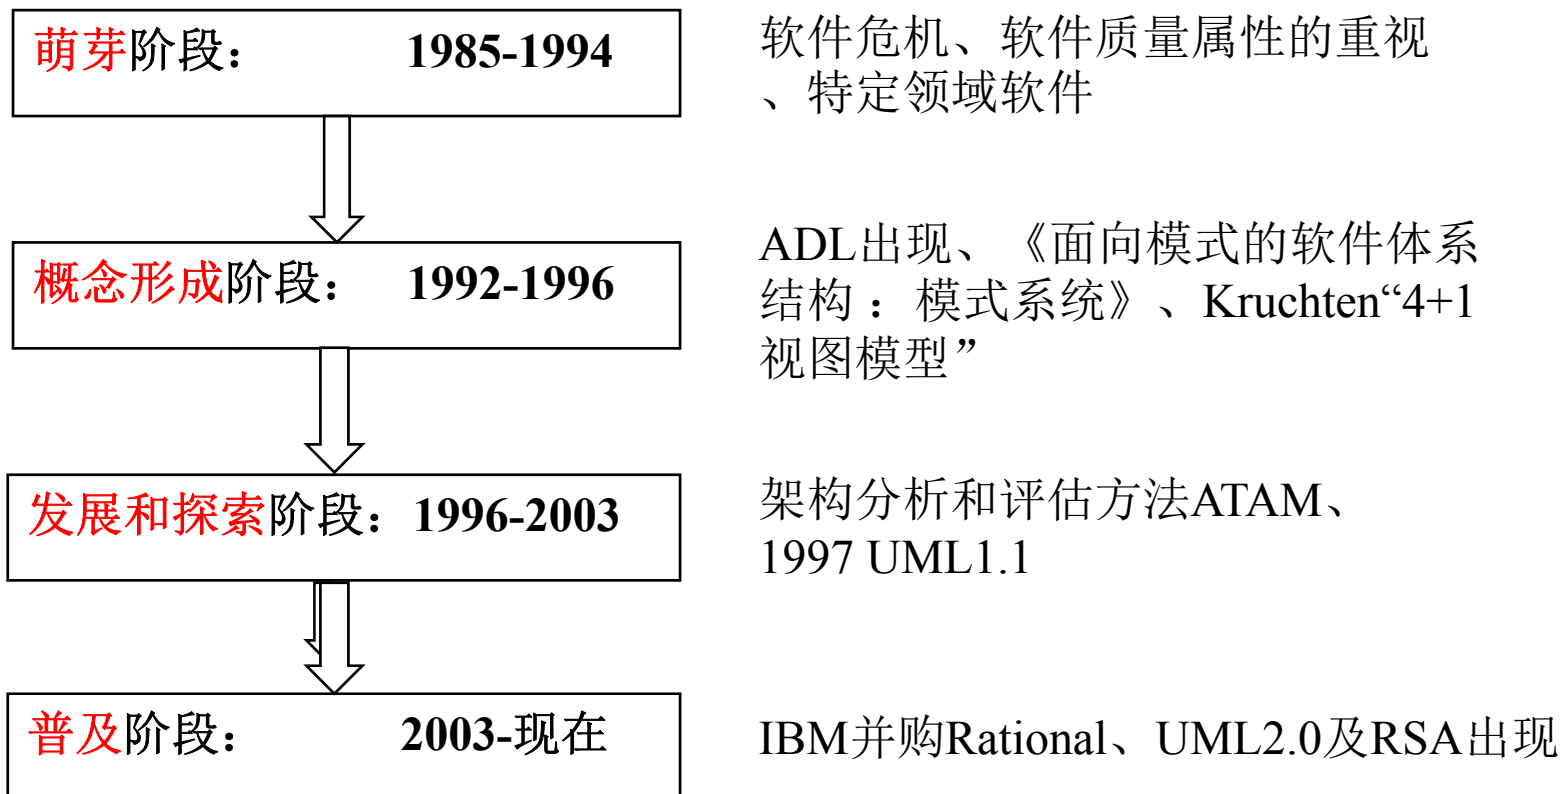 萌芽阶段： 1985-1994
软件危机、软件质量属性的重视
、特定领域软件
概念形成阶段： 1992-1996
ADL出现、《面向模式的软件体系
结构 ：模式系统》、Kruchten“4+1
视图模型”
发展和探索阶段：1996-2003
架构分析和评估方法ATAM、
1997 UML1.1
普及阶段： 2003-现在
IBM并购Rational、UML2.0及RSA出现